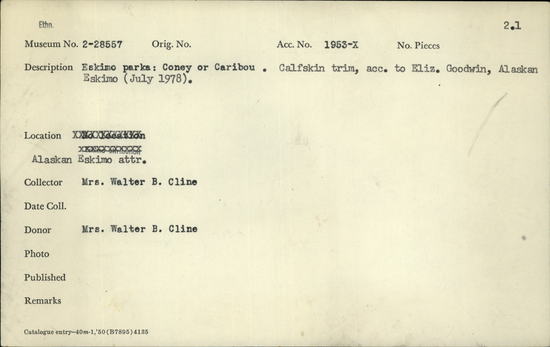 Ethn. 2.1
Museum No. 2-28557 Orig. No. Acc. No. 1953-X No. Pieces
Description Eskimo parka: Coney or Caribou . Calfskin trim, acc. to Eliz. Goodwin, Alaskan
Eskimo (July 1978).
Location No location
Alaskan Eskimo attr.
Collector Mrs. Walter B. Cline
Date Coll.
Donor Mrs. Walter B. Cline
Photo
Published
Remarks
Catalogue entry—40m-1,'50 (B7895) 4135